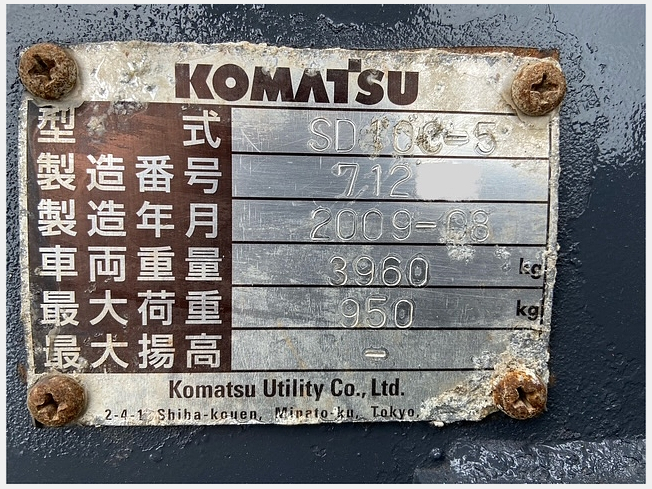 KOMATSU
型式 SD10C-5
製造番号 712
製造年月 2009-08
車両重量 3960 kg
最大荷重 950 kg
最大揚高 -
Komatsu Utility Co., Ltd.
2-4-1 Shiba-kouen, Minato-ku, Tokyo,